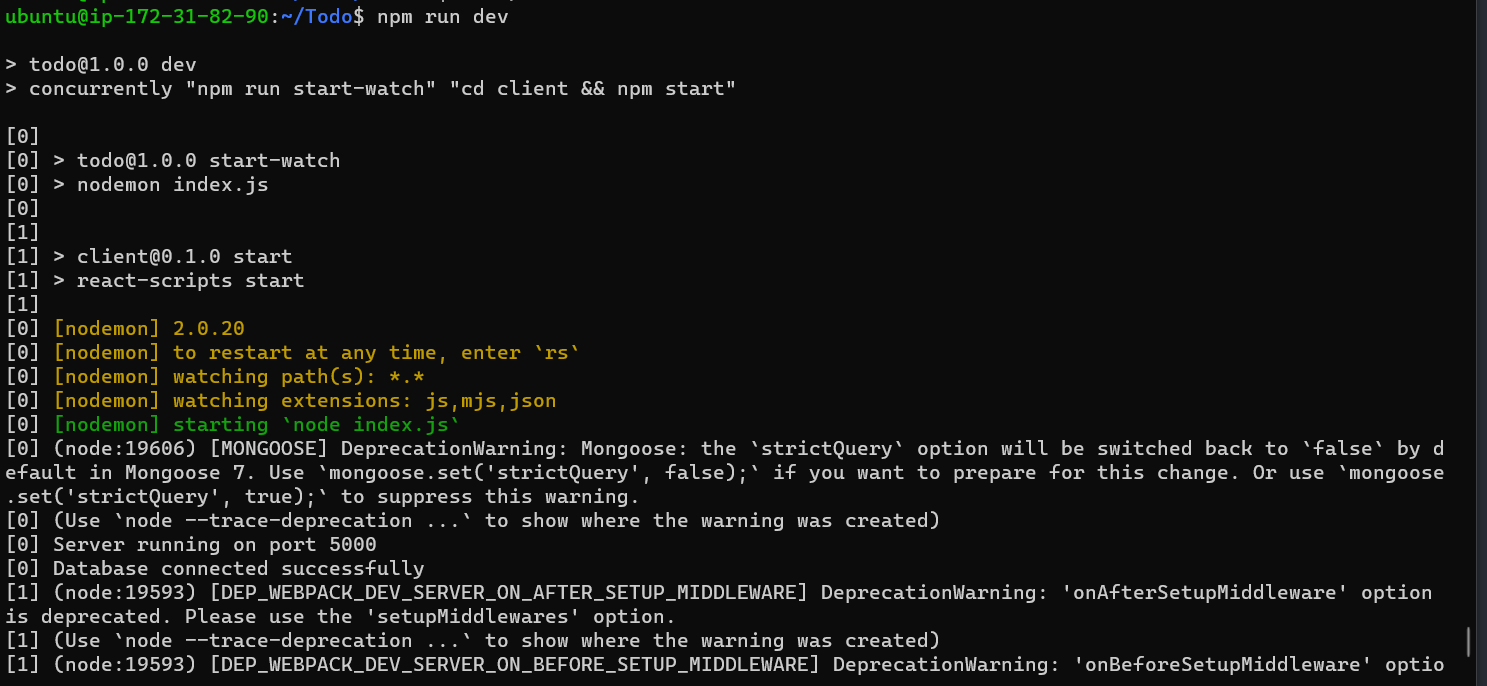 ubuntu@ip-172-31-82-90:~/Todo$ npm run dev
> todo@1.0.0 dev
> concurrently "npm run start-watch" "cd client && npm start"
[0]
[0] > todo@1.0.0 start-watch
[0] > nodemon index.js
[0]
[1]
[1] > client@0.1.0 start
[1] > react-scripts start
[1]
[0] [nodemon] 2.0.20
[0] [nodemon] to restart at any time, enter `rs`
[0] [nodemon] watching path(s): *.*
[0] [nodemon] watching extensions: js,mjs,json
[0] [nodemon] starting `node index.js`
[0] (node:19606) [MONGOOSE] DeprecationWarning: Mongoose: the `strictQuery` option will be switched back to `false` by d
efault in Mongoose 7. Use `mongoose.set('strictQuery', false);` if you want to prepare for this change. Or use `mongoose
.set('strictQuery', true);` to suppress this warning.
[0] (Use `node --trace-deprecation ...` to show where the warning was created)
[0] Server running on port 5000
[0] Database connected successfully
[1] (node:19593) [DEP_WEBPACK_DEV_SERVER_ON_AFTER_SETUP_MIDDLEWARE] DeprecationWarning: 'onAfterSetupMiddleware' option
is deprecated. Please use the 'setupMiddlewares' option.
[1] (Use `node --trace-deprecation ...` to show where the warning was created)
[1] (node:19593) [DEP_WEBPACK_DEV_SERVER_ON_BEFORE_SETUP_MIDDLEWARE] DeprecationWarning: 'onBeforeSetupMiddleware' optio